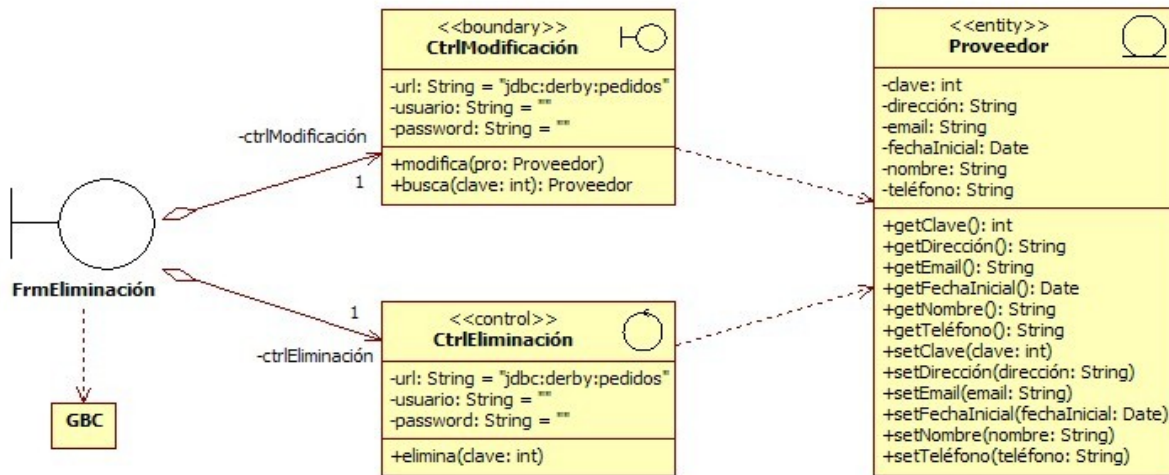 <<boundary>>
CtrlModificación
-url: String = "jdbc:derby:pedidos"
-usuario: String = ""
-password: String = ""
+modifica(pro: Proveedor)
+busca(clave: int): Proveedor
<<entity>>
Proveedor
-clave: int
-dirección: String
-email: String
-fechaInicial: Date
-nombre: String
-teléfono: String
+getClave(): int
+getDirección(): String
+getEmail(): String
+getFechaInicial(): Date
+getNombre(): String
+getTeléfono(): String
+setClave(clave: int)
+setDirección(dirección: String)
+setEmail(email: String)
+setFechaInicial(fechaInicial: Date)
+setNombre(nombre: String)
+setTeléfono(teléfono: String)
-ctrlModificación
1
FrmEliminación
1
-ctrlEliminación
<<control>>
CtrlEliminación
-url: String = "jdbc:derby:pedidos"
-usuario: String = ""
-password: String = ""
+elimina(clave: int)
GBC